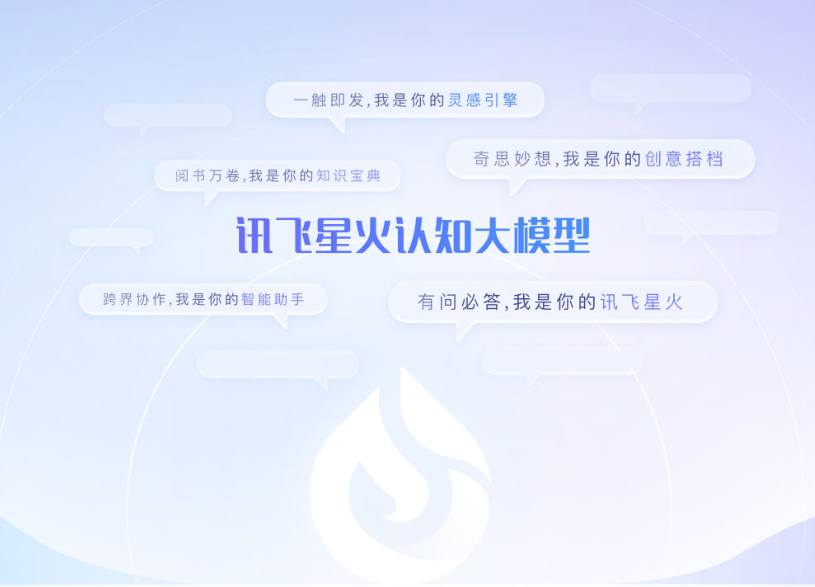 一触即发,我是你的灵感引擎
奇思妙想,我是你的创意搭档
阅书万卷,我是你的知识宝典
讯飞星火认知大模型
跨界协作,我是你的智能助手
有问必答,我是你的讯飞星火